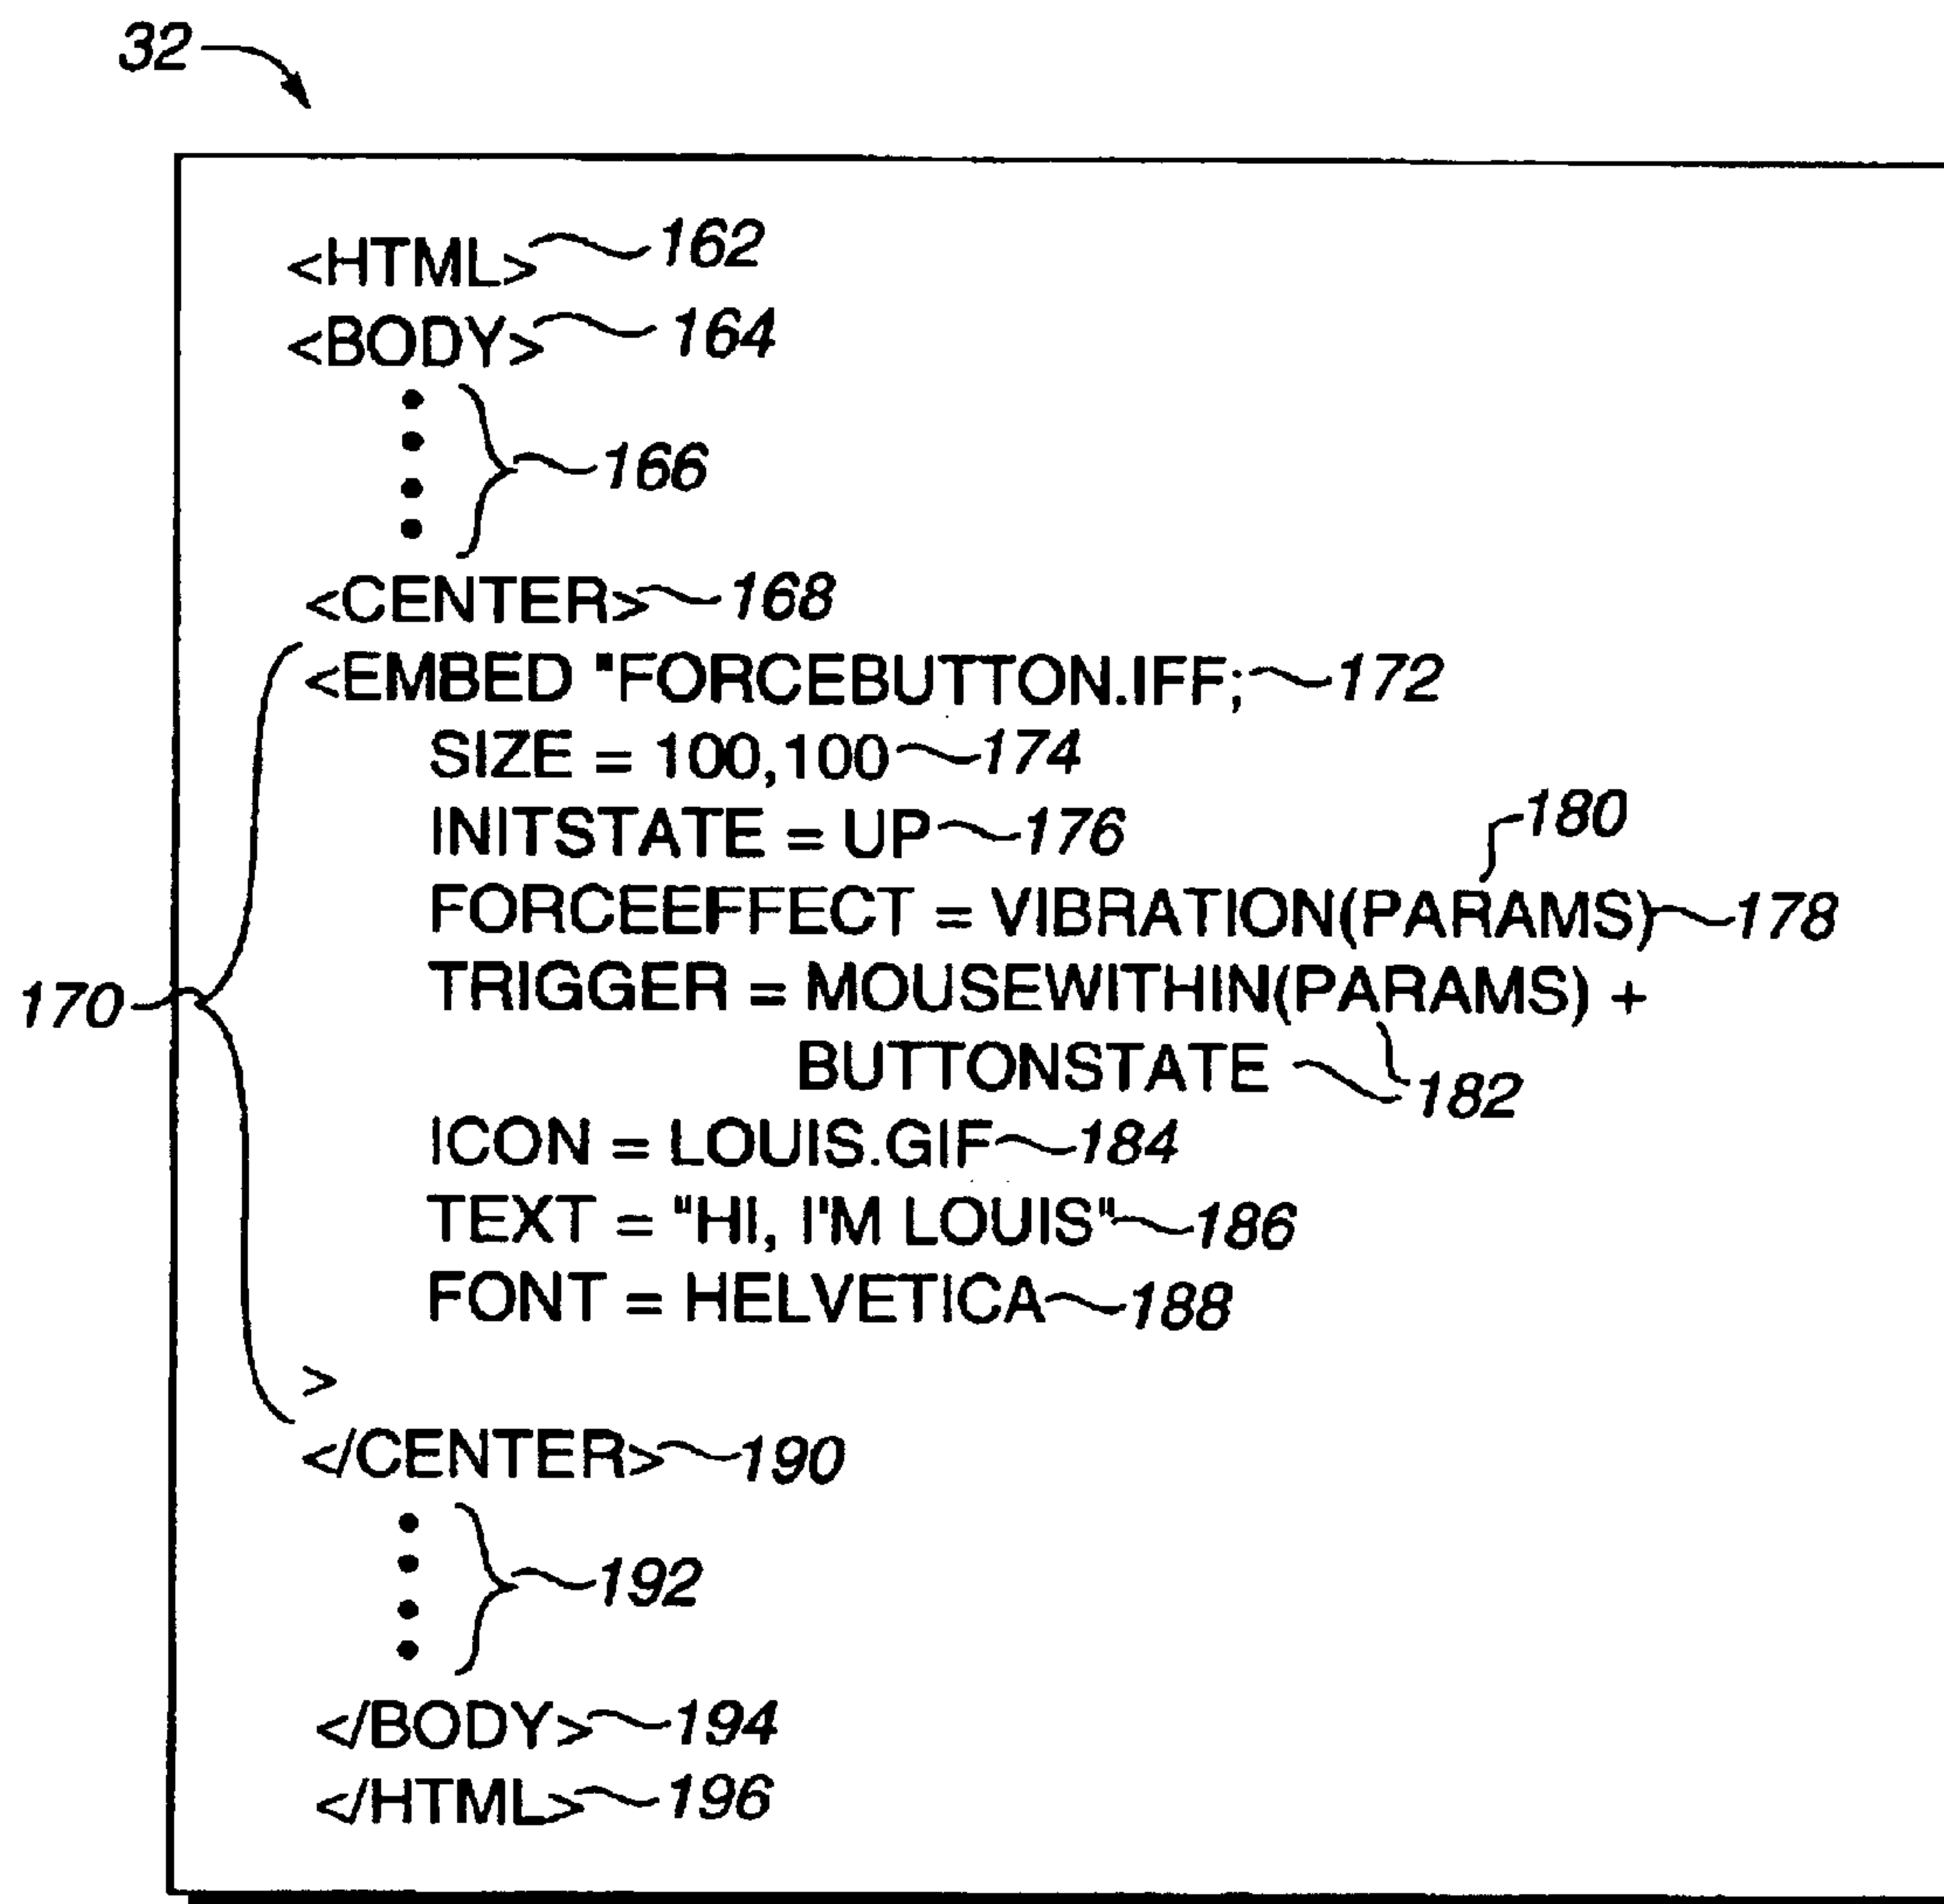 32
<HTML> 162
<BODY> 164
166
<CENTER> 168
<EMBED "FORCEBUTTON.IFF; 172
SIZE = 100,100 174
INITSTATE = UP 176
180
FORCEEFFECT = VIBRATION(PARAMS) 178
170 TRIGGER = MOUSEWITHIN(PARAMS) +
BUTTONSTATE 182
ICON = LOUIS.GIF 184
TEXT = "HI, I'M LOUIS" 186
FONT = HELVETICA 188
>
</CENTER> 190
192
</BODY> 194
</HTML> 196